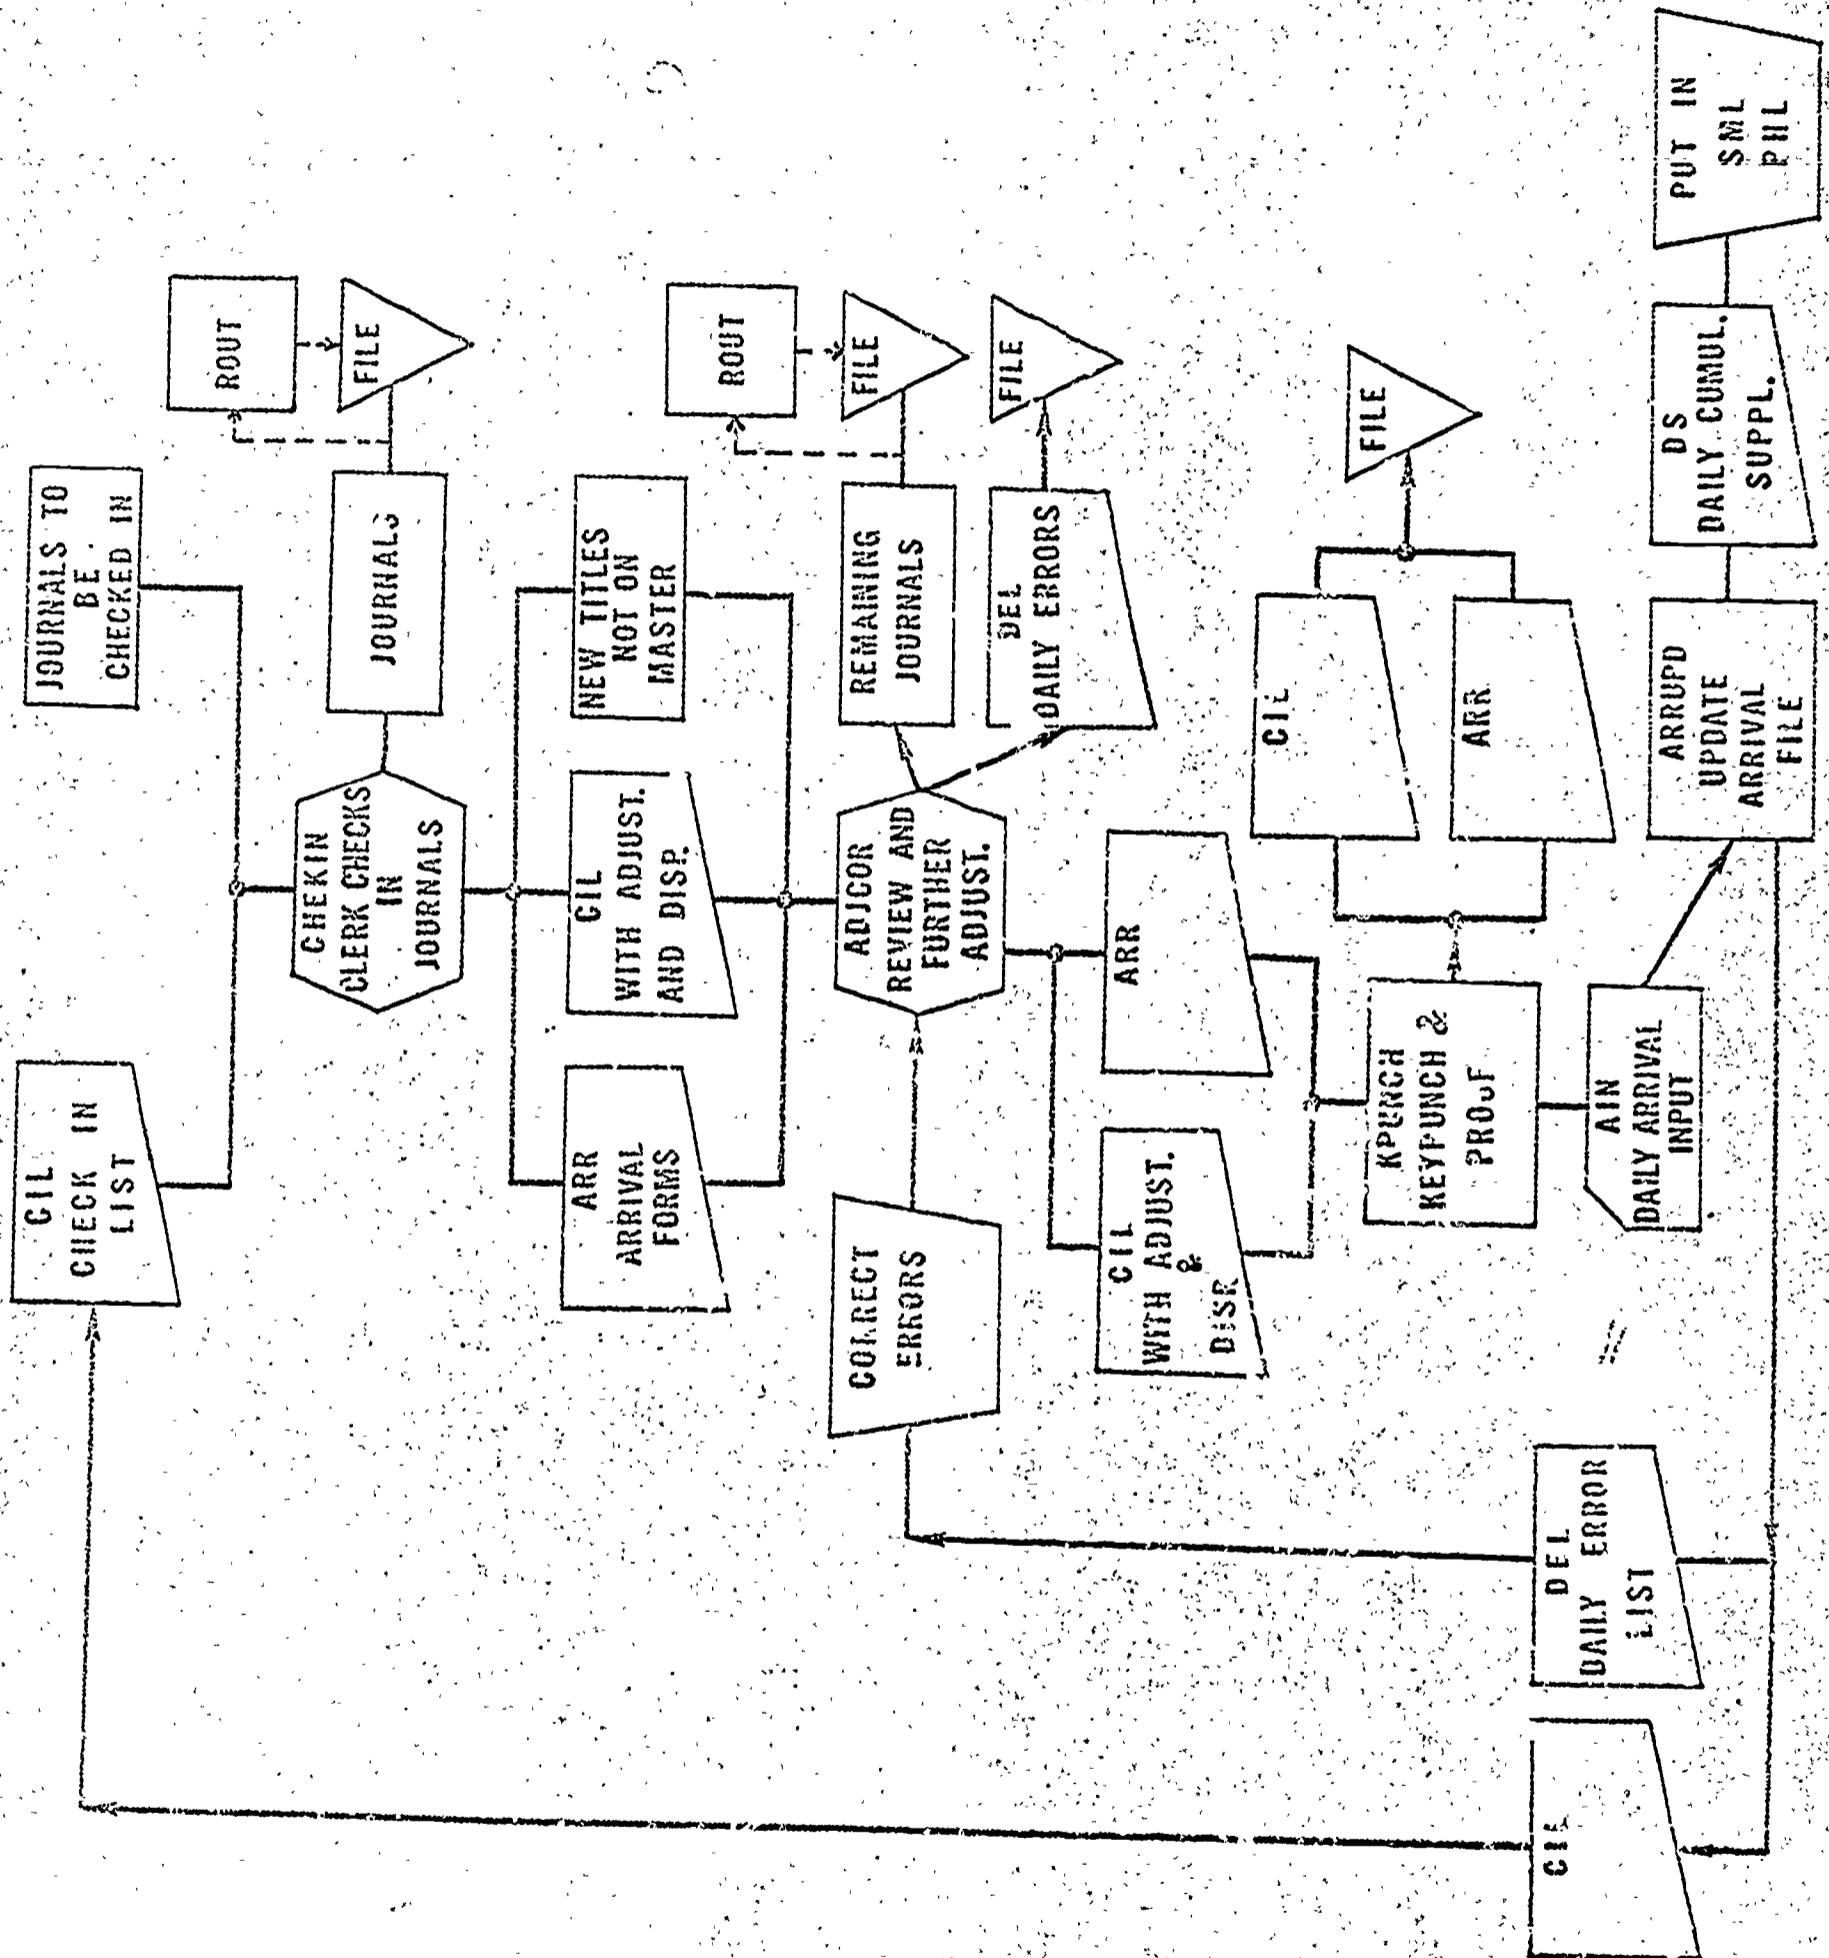 CIL
CHECK IN
LIST
JOURNALS TO
BE
CHECKED IN
CHEKIN
CLERK CHECKS
IN
JOURNALS
JOURNALS
ROUT
FILE
ARR
ARRIVAL
FORMS
CIL
WITH ADJUST.
AND DISP.
NEW TITLES
NOT ON
MASTER
CORRECT
ERRORS
ADJCOR
REVIEW AND
FURTHER
ADJUST.
REMAINING
JOURNALS
ROUT
FILE
DEL
DAILY ERRORS
FILE
CIL
WITH ADJUST.
&
DISP.
ARR
KPUNCH
KEYPUNCH &
PROOF
CIL
ARR
FILE
AIN
DAILY ARRIVAL
INPUT
ARRUPD
UPDATE
ARRIVAL
FILE
DS
DAILY CUMUL.
SUPPL.
PUT IN
SML
PHL
DEL
DAILY ERROR
LIST
CIL